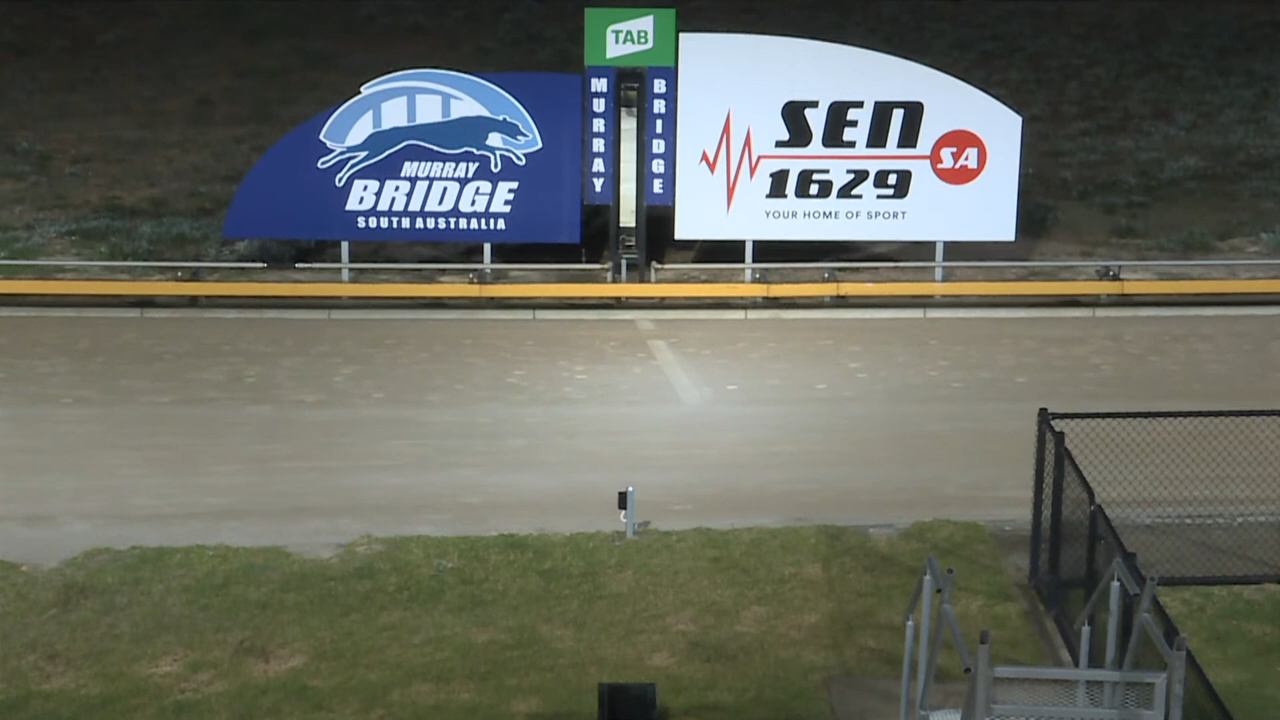 TAB
MURRAY
BRIDGE
MURRAY
BRIDGE
SOUTH AUSTRALIA
SEN
SA
1629
YOUR HOME OF SPORT